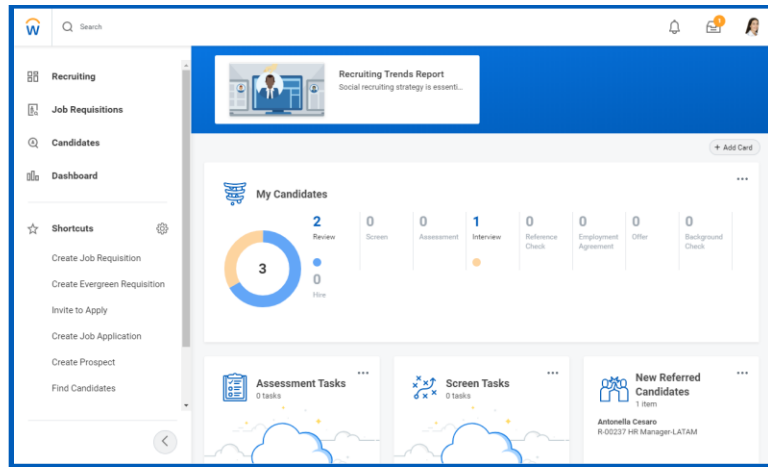 w
Search
1
Recruiting
Job Requisitions
Candidates
Dashboard
Shortcuts
Create Job Requisition
Create Evergreen Requisition
Invite to Apply
Create Job Application
Create Prospect
Find Candidates
Recruiting Trends Report
Social recruiting strategy is essenti...
+ Add Card
My Candidates
3
2
Review
0
Screen
0
Assessment
1
Interview
0
Reference
Check
0
Employment
Agreement
0
Offer
0
Background
Check
0
Hire
Assessment Tasks
0 tasks
Screen Tasks
0 tasks
New Referred
Candidates
1 item
Antonella Cesaro
R-00237 HR Manager-LATAM